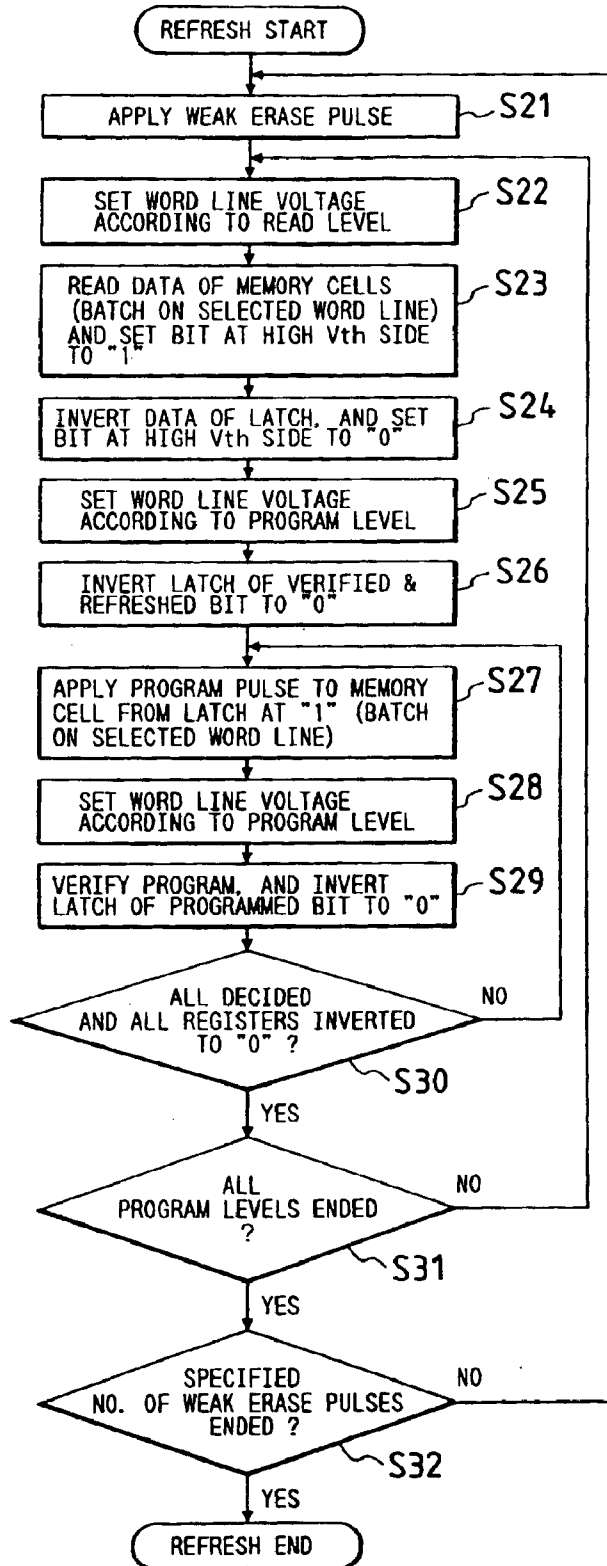 REFRESH START
APPLY WEAK ERASE PULSE
S21
SET WORD LINE VOLTAGE
ACCORDING TO READ LEVEL
S22
READ DATA OF MEMORY CELLS
(BATCH ON SELECTED WORD LINE)
AND SET BIT AT HIGH Vth SIDE
TO "1"
S23
INVERT DATA OF LATCH, AND SET
BIT AT HIGH Vth SIDE TO "0"
S24
SET WORD LINE VOLTAGE
ACCORDING TO PROGRAM LEVEL
S25
INVERT LATCH OF VERIFIED &
REFRESHED BIT TO "0"
S26
APPLY PROGRAM PULSE TO MEMORY
CELL FROM LATCH AT "1" (BATCH
ON SELECTED WORD LINE)
S27
SET WORD LINE VOLTAGE
ACCORDING TO PROGRAM LEVEL
S28
VERIFY PROGRAM, AND INVERT
LATCH OF PROGRAMMED BIT TO "0"
S29
ALL DECIDED
AND ALL REGISTERS INVERTED
TO "0" ?
NO
S30
YES
ALL
PROGRAM LEVELS ENDED
?
NO
S31
YES
SPECIFIED
NO. OF WEAK ERASE PULSES
ENDED ?
NO
S32
YES
REFRESH END